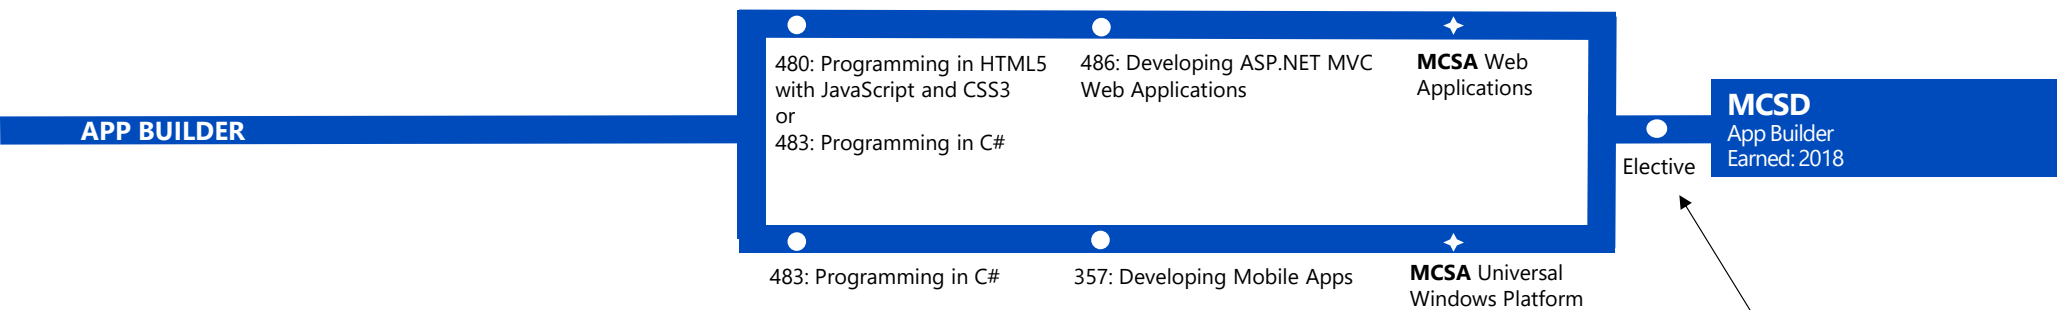 APP BUILDER
480: Programming in HTML5
with JavaScript and CSS3
or
483: Programming in C#
486: Developing ASP.NET MVC
Web Applications
MCSA Web
Applications
483: Programming in C#
357: Developing Mobile Apps
MCSA Universal
Windows Platform
Elective
MCSD
App Builder
Earned: 2018